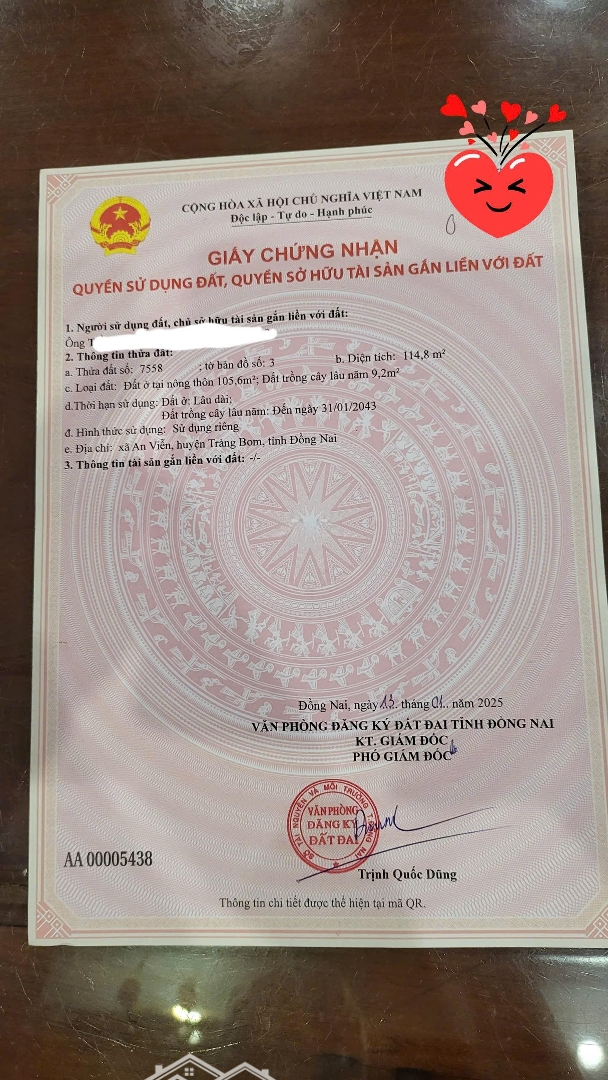 CỘNG HÒA XÃ HỘI CHỦ NGHĨA VIỆT NAM
Độc lập - Tự do - Hạnh phúc
GIẤY CHỨNG NHẬN
QUYỀN SỬ DỤNG ĐẤT, QUYỀN SỞ HỮU TÀI SẢN GẮN LIỀN VỚI ĐẤT
1. Người sử dụng đất, chủ sở hữu tài sản gắn liền với đất:
Ông T
2. Thông tin thửa đất:
a. Thửa đất số: 7558 ; tờ bản đồ số: 3 b. Diện tích: 114,8 m²
c. Loại đất: Đất ở tại nông thôn 105,6m²; Đất trồng cây lâu năm 9,2m²
d.Thời hạn sử dụng: Đất ở: Lâu dài;
Đất trồng cây lâu năm: Đến ngày 31/01/2043
đ. Hình thức sử dụng: Sử dụng riêng
e. Địa chỉ: xã An Viễn, huyện Trảng Bom, tỉnh Đồng Nai
3. Thông tin tài sản gắn liền với đất: -/-
Đồng Nai, ngày 13 tháng 01 năm 2025
VĂN PHÒNG ĐĂNG KÝ ĐẤT ĐAI TỈNH ĐỒNG NAI
KT. GIÁM ĐỐC
PHÓ GIÁM ĐỐC
SỞ TÀI NGUYÊN VÀ MÔI TRƯỜNG
VĂN PHÒNG
ĐĂNG KÝ
ĐẤT ĐAI
AA 00005438
Trịnh Quốc Dũng
Thông tin chi tiết được thể hiện tại mã QR.